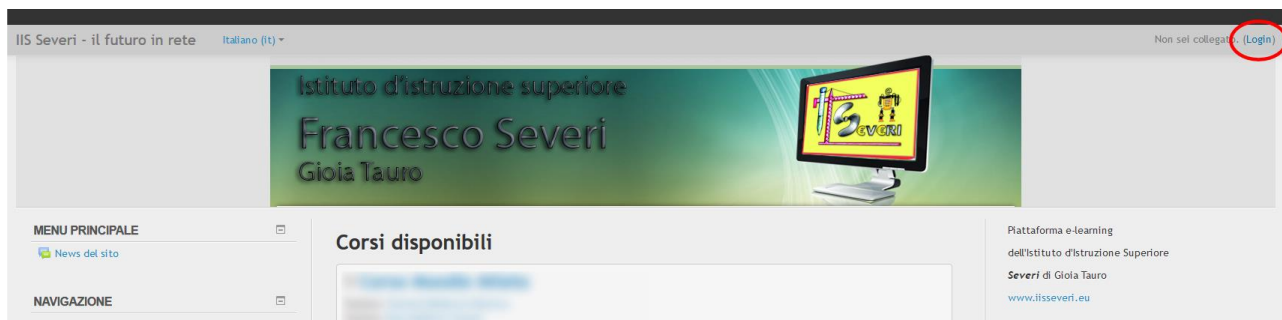 IIS Severi - il futuro in rete Italiano (it) Non sei collegato. (Login)
Istituto d'istruzione superiore
Francesco Severi
Gioia Tauro
SEVERI
MENU PRINCIPALE
News del sito
NAVIGAZIONE
Corsi disponibili
Piattaforma e-learning
dell'Istituto d'Istruzione Superiore
Severi di Gioia Tauro
www.iisseveri.eu